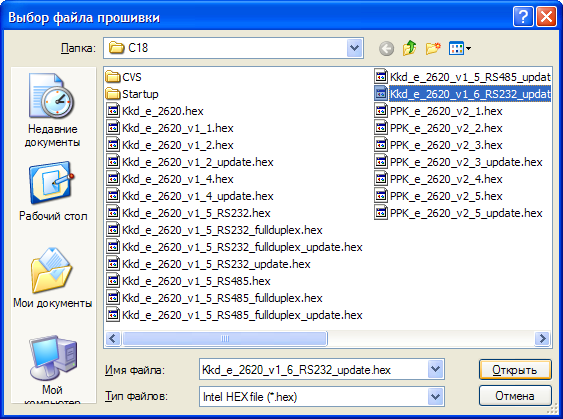 Выбор файла прошивки
Папка:
C18
Недавние
документы
Рабочий стол
Мои документы
Мой
компьютер
CVS
Startup
Kkd_e_2620.hex
Kkd_e_2620_v1_1.hex
Kkd_e_2620_v1_2.hex
Kkd_e_2620_v1_2_update.hex
Kkd_e_2620_v1_4.hex
Kkd_e_2620_v1_4_update.hex
Kkd_e_2620_v1_5_RS232.hex
Kkd_e_2620_v1_5_RS232_fullduplex.hex
Kkd_e_2620_v1_5_RS232_fullduplex_update.hex
Kkd_e_2620_v1_5_RS232_update.hex
Kkd_e_2620_v1_5_RS485.hex
Kkd_e_2620_v1_5_RS485_fullduplex.hex
Kkd_e_2620_v1_5_RS485_fullduplex_update.hex
Kkd_e_2620_v1_5_RS485_updat
Kkd_e_2620_v1_6_RS232_updat
PPK_e_2620_v2_1.hex
PPK_e_2620_v2_2.hex
PPK_e_2620_v2_3.hex
PPK_e_2620_v2_3_update.hex
PPK_e_2620_v2_4.hex
PPK_e_2620_v2_5.hex
PPK_e_2620_v2_5_update.hex
Имя файла:
Kkd_e_2620_v1_6_RS232_update.hex
Открыть
Тип файлов:
Intel HEX file (*.hex)
Отмена